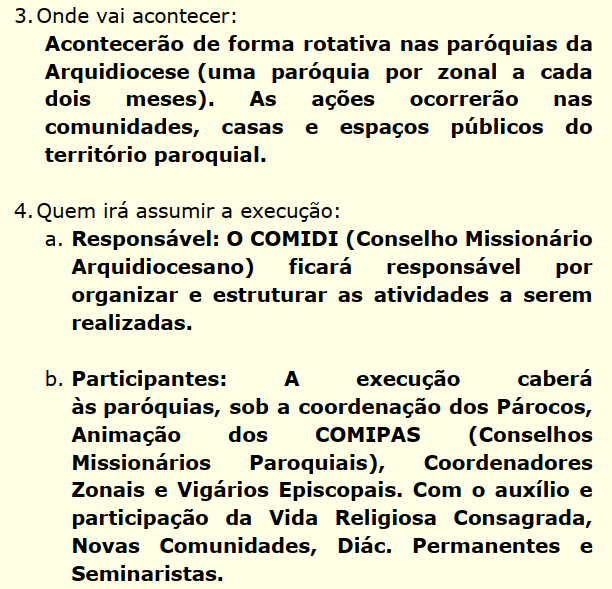 3. Onde vai acontecer:
Acontecerão de forma rotativa nas paróquias da
Arquidiocese (uma paróquia por zonal a cada
dois meses). As ações ocorrerão nas
comunidades, casas e espaços públicos do
território paroquial.
4. Quem irá assumir a execução:
a. Responsável: O COMIDI (Conselho Missionário
Arquidiocesano) ficará responsável por
organizar e estruturar as atividades a serem
realizadas.
b. Participantes: A execução caberá
às paróquias, sob a coordenação dos Párocos,
Animação dos COMIPAS (Conselhos
Missionários Paroquiais), Coordenadores
Zonais e Vigários Episcopais. Com o auxílio e
participação da Vida Religiosa Consagrada,
Novas Comunidades, Diác. Permanentes e
Seminaristas.